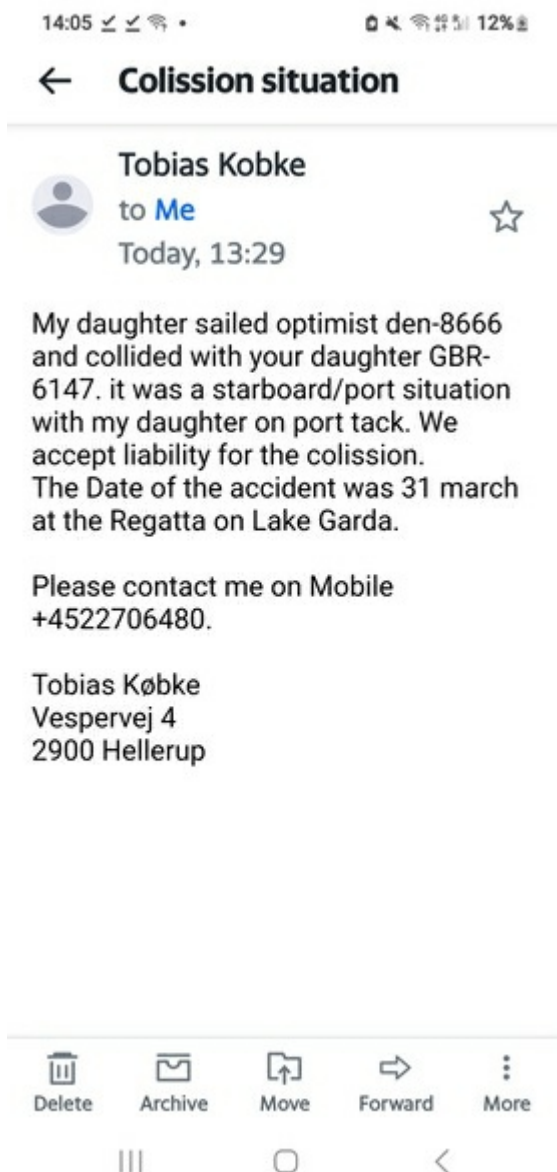 14:05
12%
Colission situation
Tobias Kobke
to Me
Today, 13:29
My daughter sailed optimist den-8666
and collided with your daughter GBR-
6147. it was a starboard/port situation
with my daughter on port tack. We
accept liability for the colission.
The Date of the accident was 31 march
at the Regatta on Lake Garda.
Please contact me on Mobile
+4522706480.
Tobias Købke
Vespervej 4
2900 Hellerup
Delete Archive Move Forward More